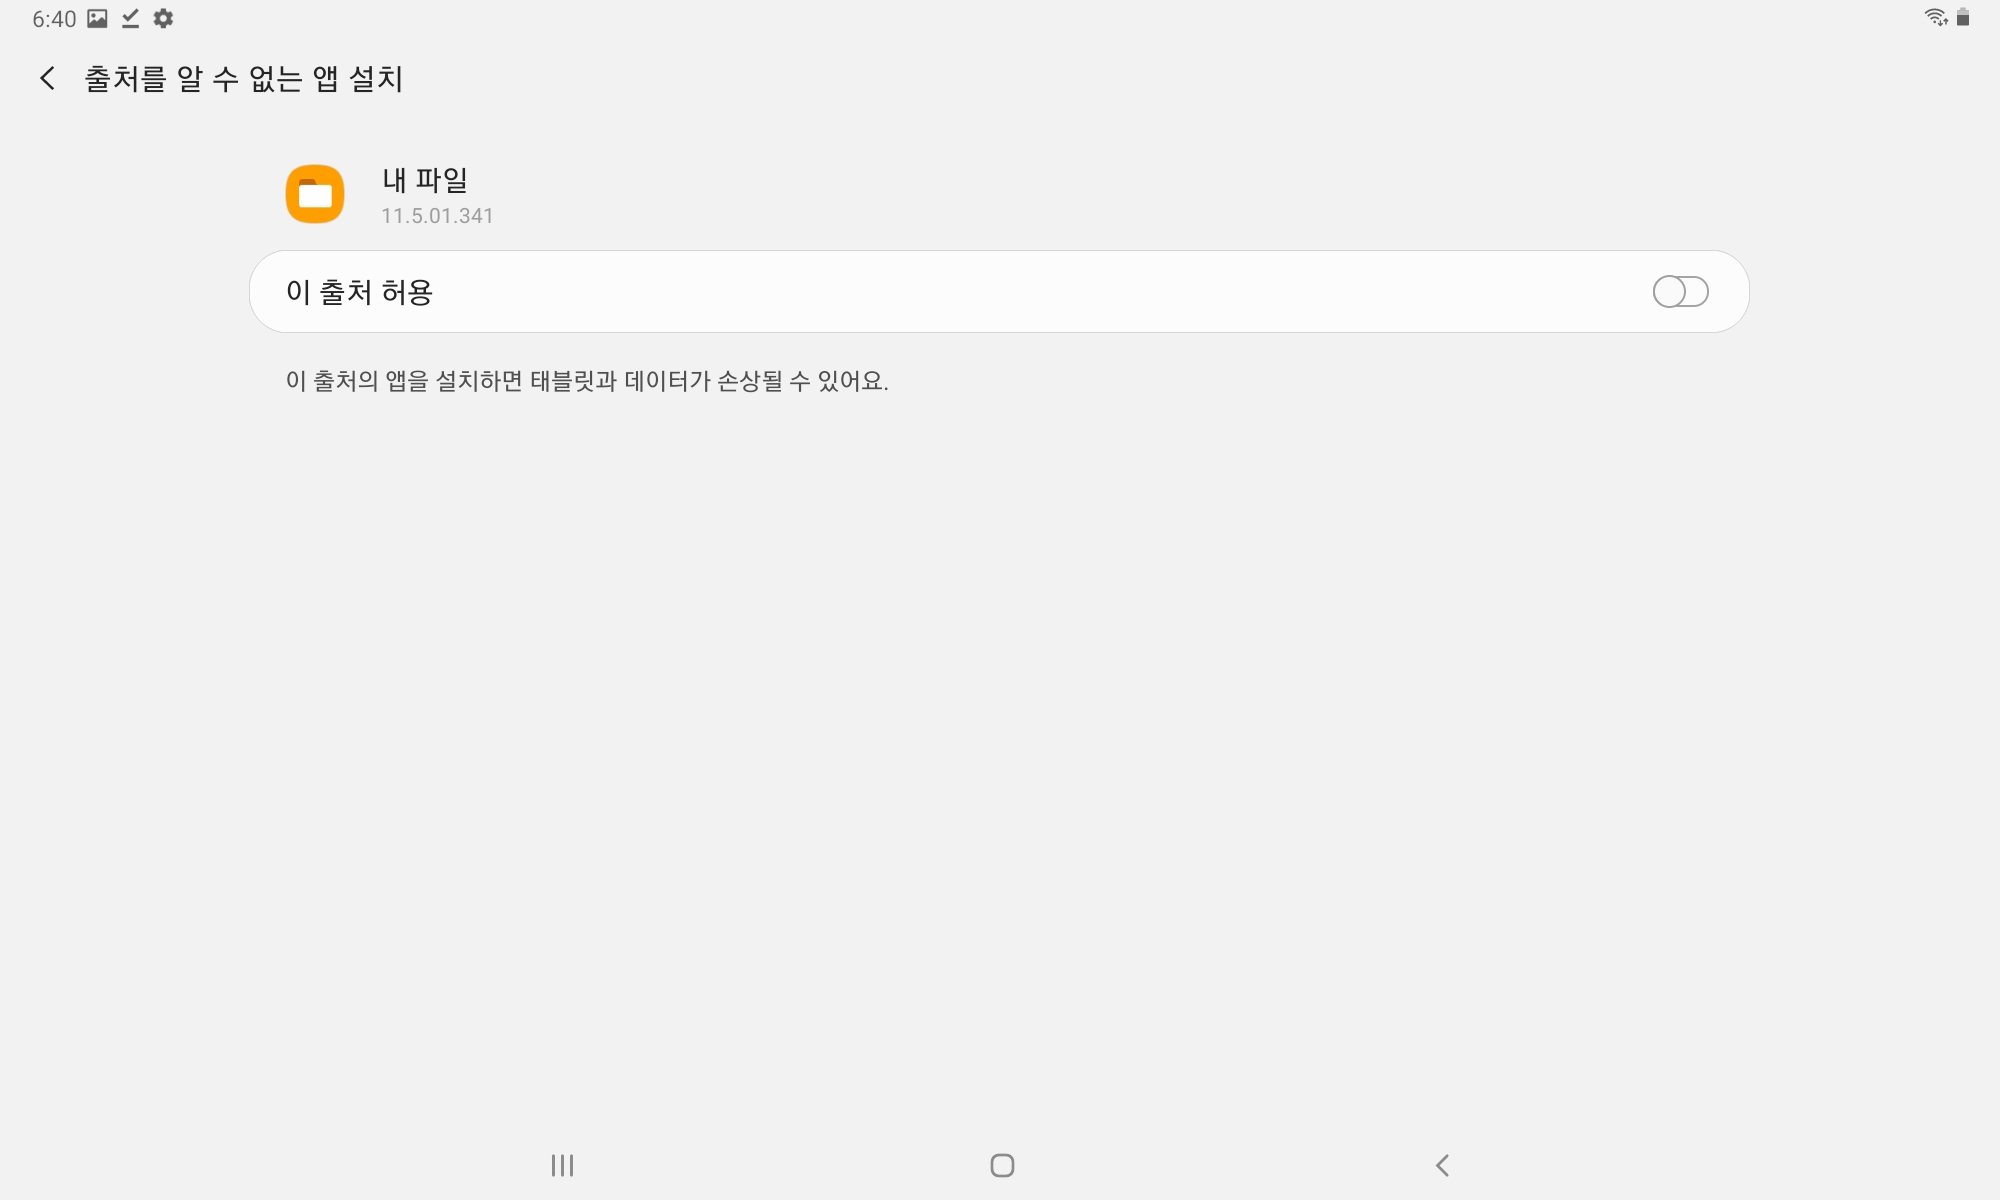 6:40
출처를 알 수 없는 앱 설치
내 파일
11.5.01.341
이 출처 허용
이 출처의 앱을 설치하면 태블릿과 데이터가 손상될 수 있어요.